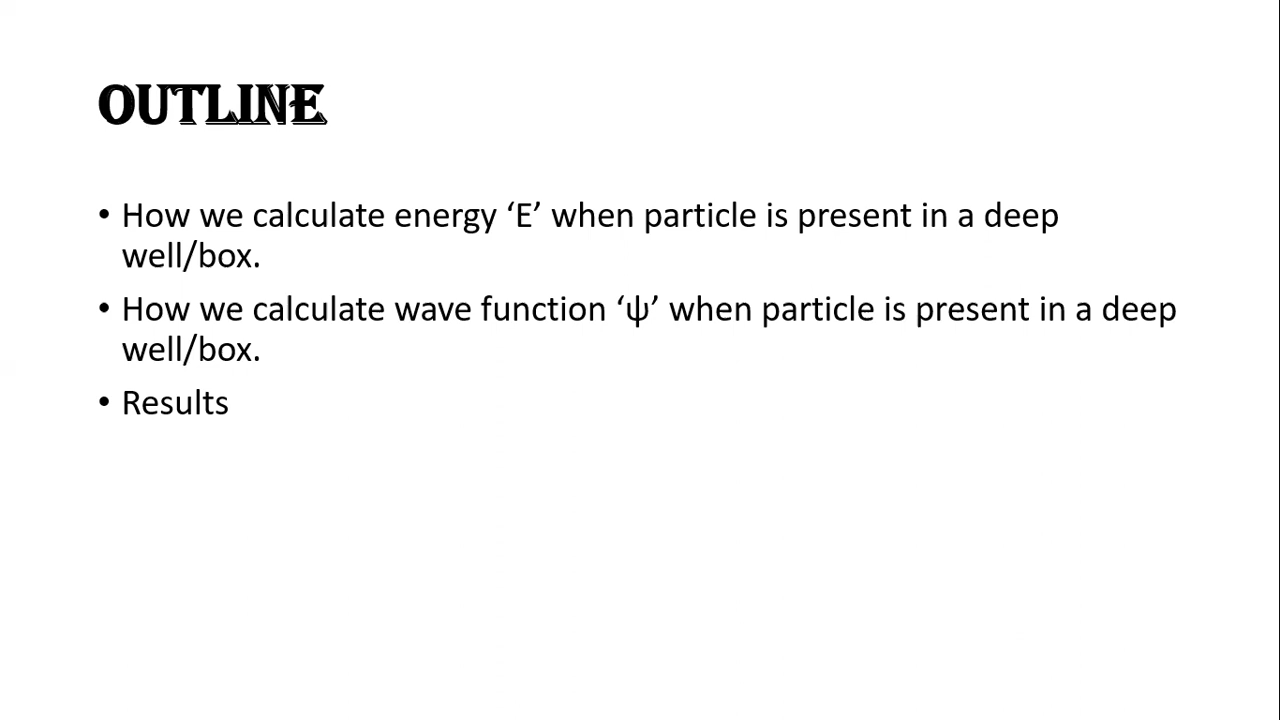 OUTLINE
• How we calculate energy ‘E’ when particle is present in a deep
well/box.
• How we calculate wave function ‘ψ’ when particle is present in a deep
well/box.
• Results